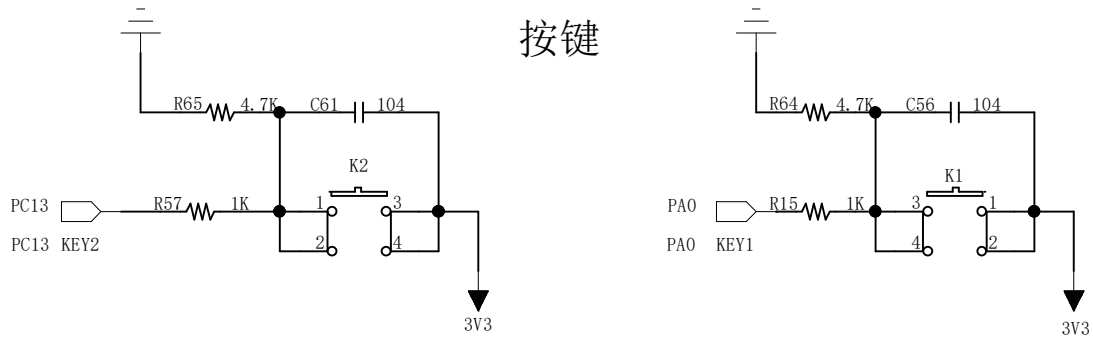 按键
R65 4.7K C61 104
K2
PC13 R57 1K 1 3
PC13 KEY2 2 4
3V3
R64 4.7K C56 104
K1
PA0 R15 1K 3 1
PA0 KEY1 4 2
3V3